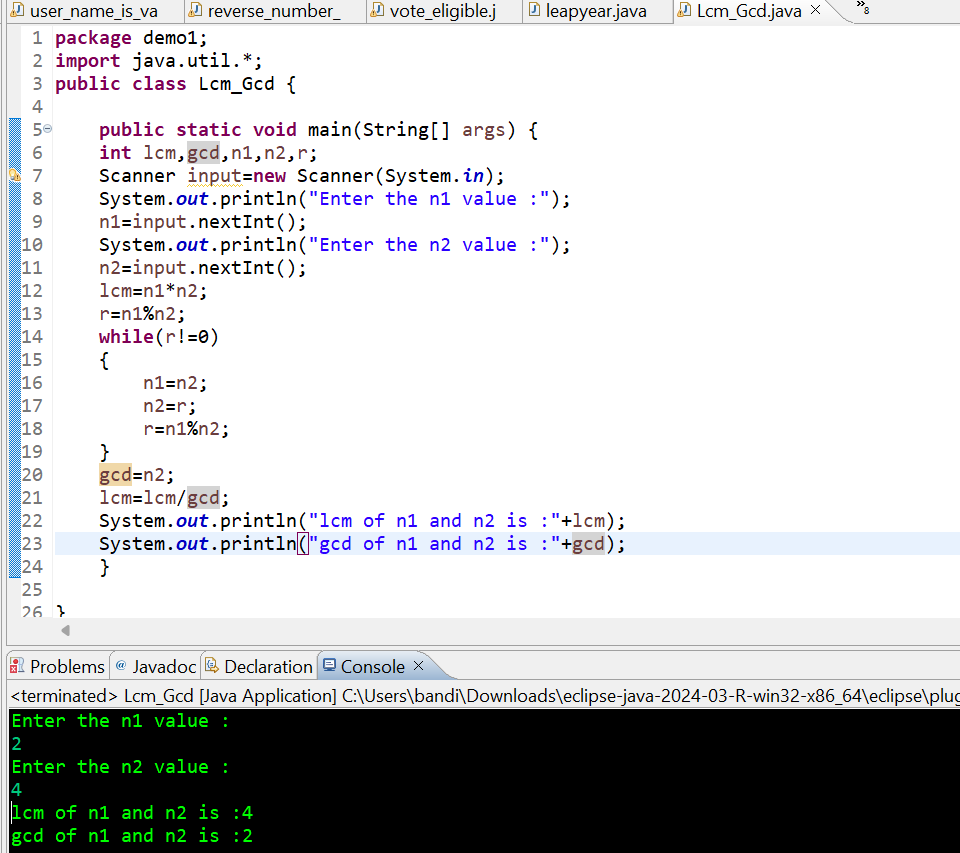 user_name_is_va reverse_number_ vote_eligible.j leapyear.java Lcm_Gcd.java »8
1 package demo1;
2 import java.util.*;
3 public class Lcm_Gcd {
4
5 public static void main(String[] args) {
6 int lcm,gcd,n1,n2,r;
7 Scanner input=new Scanner(System.in);
8 System.out.println("Enter the n1 value :");
9 n1=input.nextInt();
10 System.out.println("Enter the n2 value :");
11 n2=input.nextInt();
12 lcm=n1*n2;
13 r=n1%n2;
14 while(r!=0)
15 {
16 n1=n2;
17 n2=r;
18 r=n1%n2;
19 }
20 gcd=n2;
21 lcm=lcm/gcd;
22 System.out.println("lcm of n1 and n2 is :"+lcm);
23 System.out.println("gcd of n1 and n2 is :"+gcd);
24 }
25
26 }
Problems @ Javadoc Declaration Console
<terminated> Lcm_Gcd [Java Application] C:\Users\bandi\Downloads\eclipse-java-2024-03-R-win32-x86_64\eclipse\plug
Enter the n1 value :
2
Enter the n2 value :
4
lcm of n1 and n2 is :4
gcd of n1 and n2 is :2